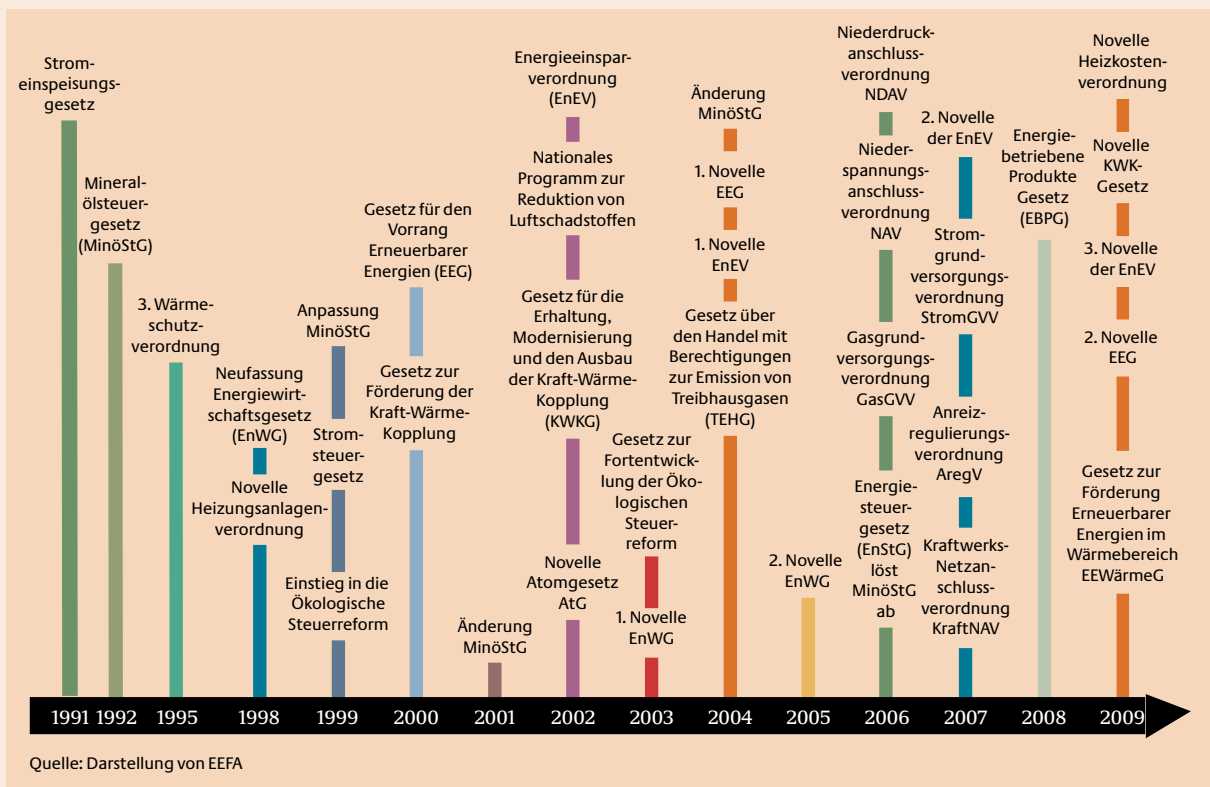 Strom-
einspeisungs-
gesetz
Mineral-
ölsteuer-
gesetz
(MinöStG)
3. Wärme-
schutz-
verordnung
Neufassung
Energiewirt-
schaftsgesetz
(EnWG)
Novelle
Heizungsanlagen-
verordnung
Anpassung
MinöStG
Strom-
steuer-
gesetz
Einstieg in die
Ökologische
Steuerreform
Gesetz für den
Vorrang
Erneuerbarer
Energien (EEG)
Gesetz zur
Förderung der
Kraft-Wärme-
Kopplung
Änderung
MinöStG
Energieeinspar-
verordnung
(EnEV)
Nationales
Programm zur
Reduktion von
Luftschadstoffen
Gesetz für die
Erhaltung,
Modernisierung
und den Ausbau
der Kraft-Wärme-
Kopplung
(KWKG)
Novelle
Atomgesetz
AtG
Gesetz zur
Fortentwick-
lung der Öko-
logischen
Steuer-
reform
1. Novelle
EnWG
Änderung
MinöStG
1. Novelle
EEG
1. Novelle
EnEV
Gesetz über
den Handel mit
Berechtigungen
zur Emission von
Treibhausgasen
(TEHG)
2. Novelle
EnWG
Niederdruck-
anschluss-
verordnung
NDAV
Nieder-
spannungs-
anschluss-
verordnung
NAV
Gasgrund-
versorgungs-
verordnung
GasGVV
Energie-
steuer-
gesetz
(EnStG)
löst
MinöStG
ab
2. Novelle
der EnEV
Strom-
grund-
versorgungs-
verordnung
StromGVV
Anreiz-
regulierungs-
verordnung
AregV
Kraftwerks-
Netzan-
schluss-
verordnung
KraftNAV
Energie-
betriebene
Produkte
Gesetz
(EBPG)
Novelle
Heizkosten-
verordnung
Novelle
KWK-
Gesetz
3. Novelle
der EnEV
2. Novelle
EEG
Gesetz zur
Förderung
Erneuerbarer
Energien im
Wärmebereich
EEWärmeG
1991 1992 1995 1998 1999 2000 2001 2002 2003 2004 2005 2006 2007 2008 2009
Quelle: Darstellung von EEFA